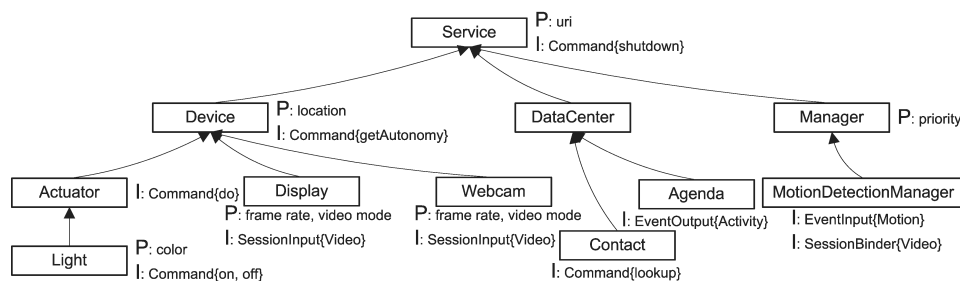 Service
P: uri
I: Command{shutdown}
Device
P: location
I: Command{getAutonomy}
DataCenter
Manager
P: priority
Actuator
I: Command{do}
Display
P: frame rate, video mode
I: SessionInput{Video}
Webcam
P: frame rate, video mode
I: SessionInput{Video}
Agenda
I: EventOutput{Activity}
MotionDetectionManager
I: EventInput{Motion}
I: SessionBinder{Video}
Light
P: color
I: Command{on, off}
Contact
I: Command{lookup}